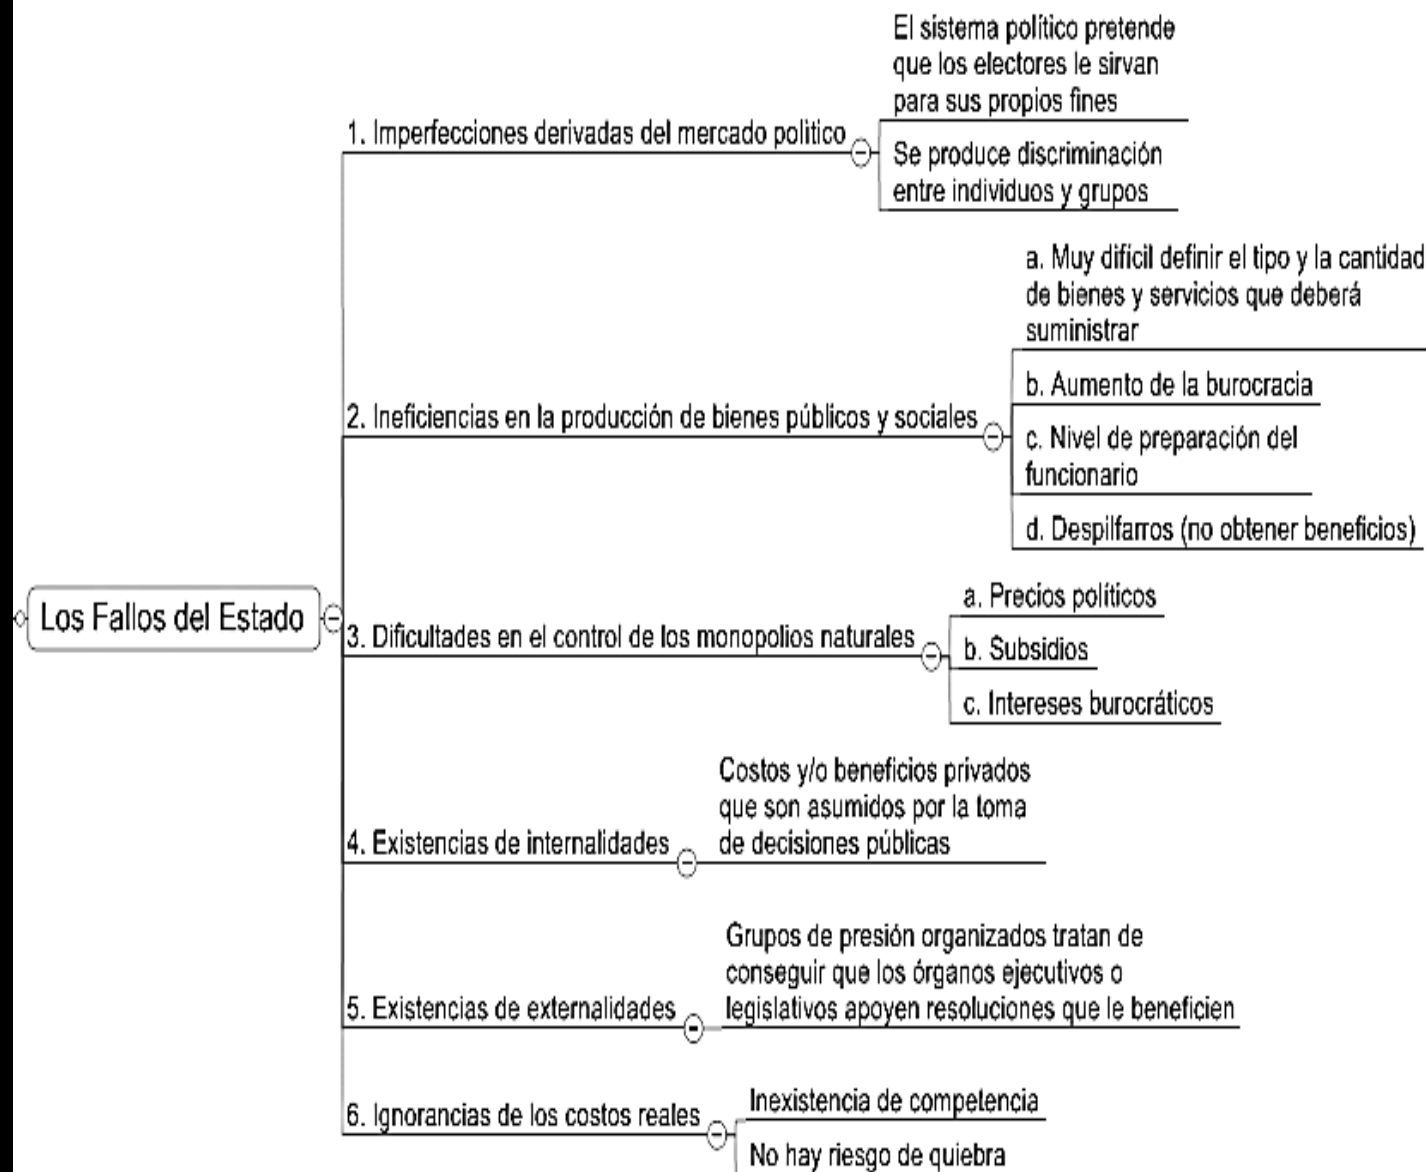 Los Fallos del Estado
1. Imperfecciones derivadas del mercado polìtico
El sistema político pretende
que los electores le sirvan
para sus propios fines
Se produce discriminación
entre individuos y grupos
2. Ineficiencias en la producción de bienes públicos y sociales
a. Muy dificil definir el tipo y la cantidad
de bienes y servicios que deberá
suministrar
b. Aumento de la burocracia
c. Nivel de preparación del
funcionario
d. Despilfarros (no obtener beneficios)
3. Dificultades en el control de los monopolios naturales
a. Precios políticos
b. Subsidios
c. Intereses burocráticos
4. Existencias de internalidades
Costos y/o beneficios privados
que son asumidos por la toma
de decisiones públicas
5. Existencias de externalidades
Grupos de presión organizados tratan de
conseguir que los órganos ejecutivos o
legislativos apoyen resoluciones que le beneficien
6. Ignorancias de los costos reales
Inexistencia de competencia
No hay riesgo de quiebra